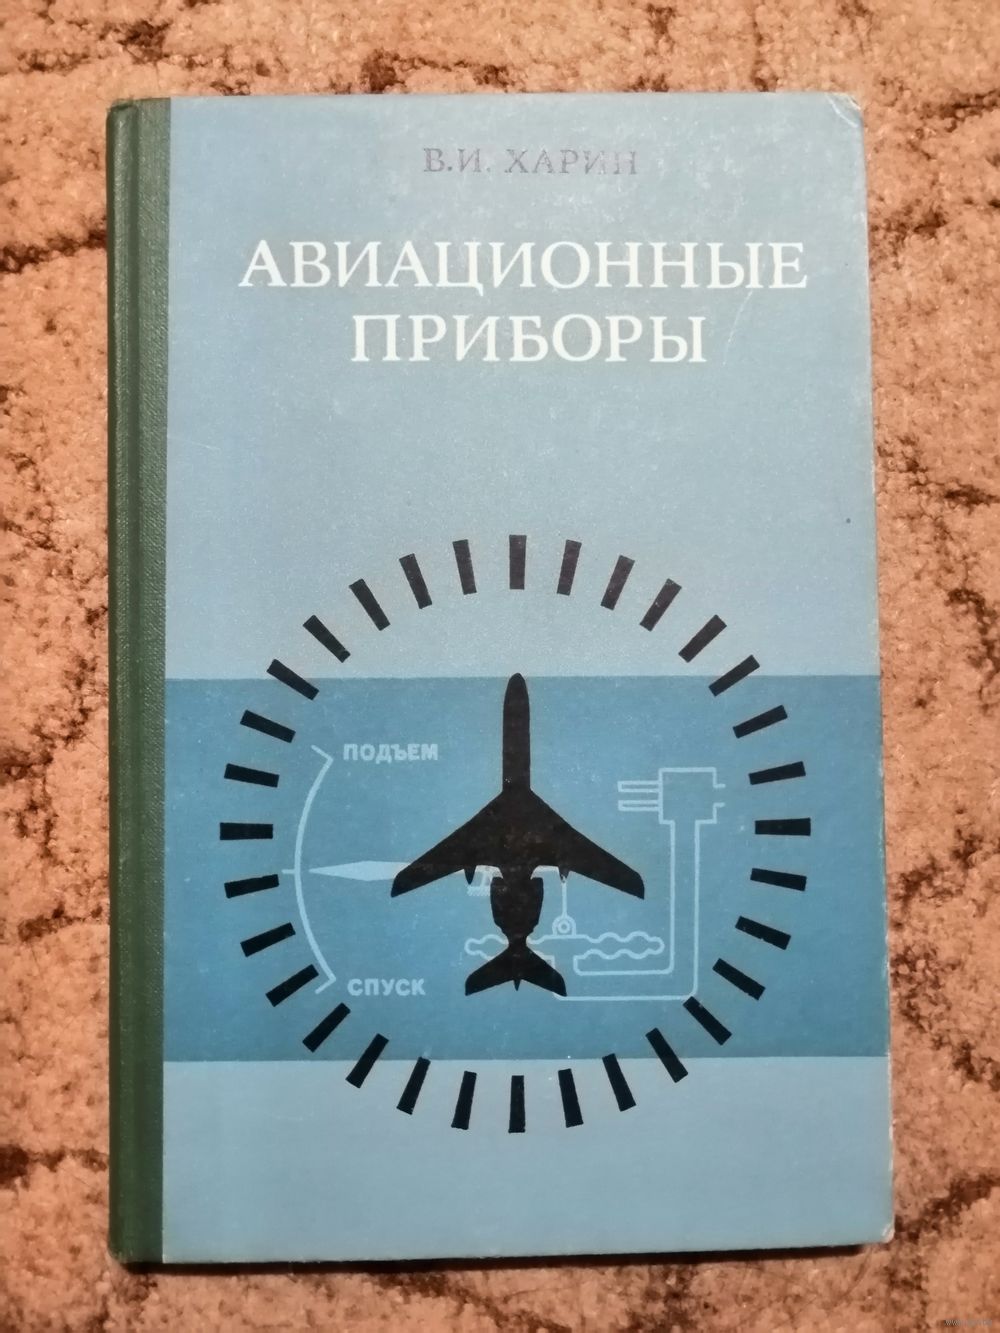 В.И. ХАРИН
АВИАЦИОННЫЕ
ПРИБОРЫ
ПОДЪЕМ
СПУСК